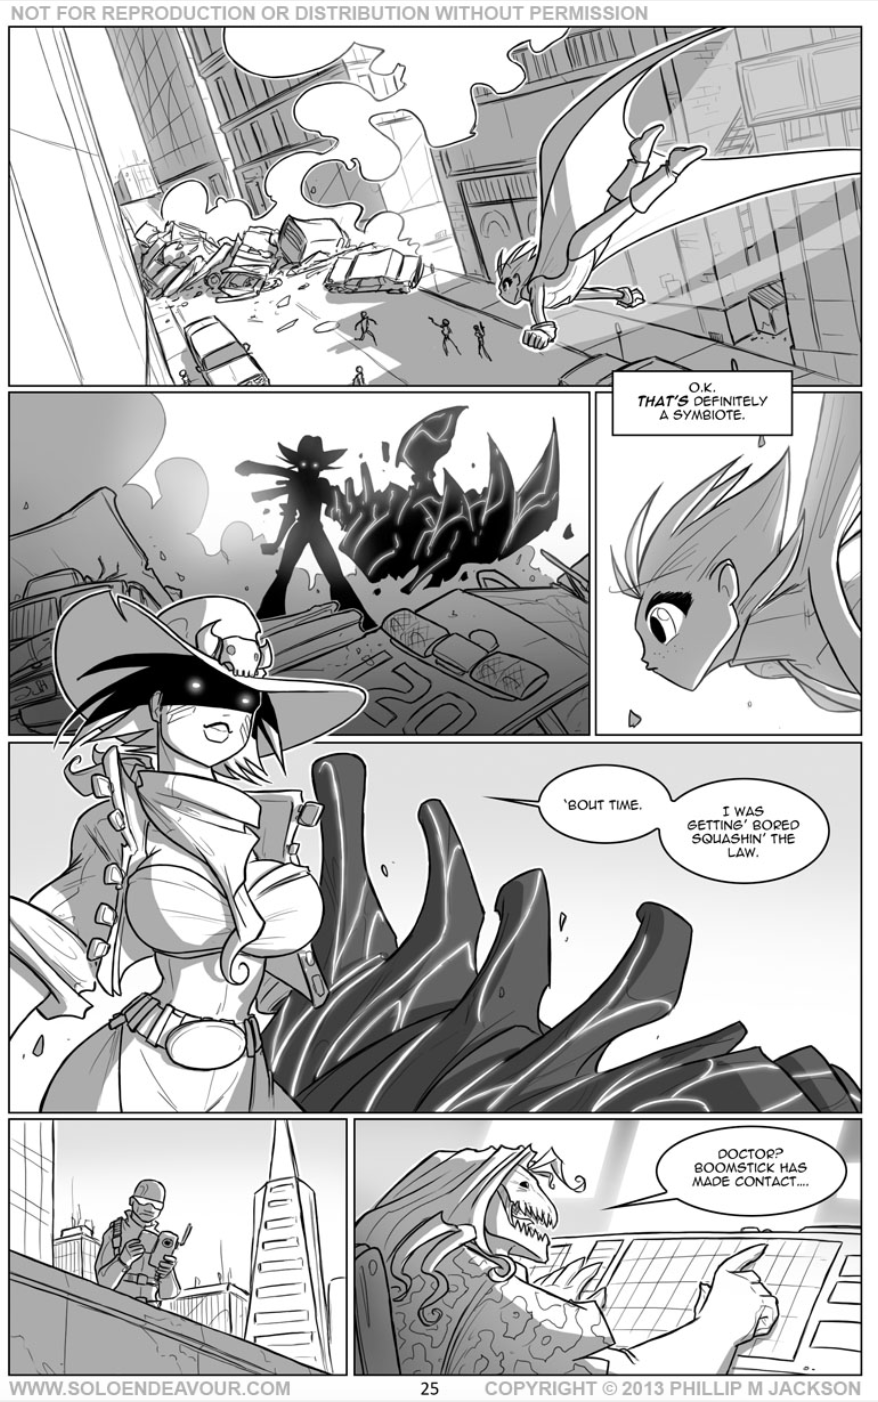 NOT FOR REPRODUCTION OR DISTRIBUTION WITHOUT PERMISSION
O.K.
THAT'S DEFINITELY
A SYMBIOTE.
20
'BOUT TIME.
I WAS
GETTING' BORED
SQUASHIN' THE
LAW.
DOCTOR?
BOOMSTICK HAS
MADE CONTACT....
WWW.SOLOENDEAVOUR.COM
25
COPYRIGHT © 2013 PHILLIP M JACKSON